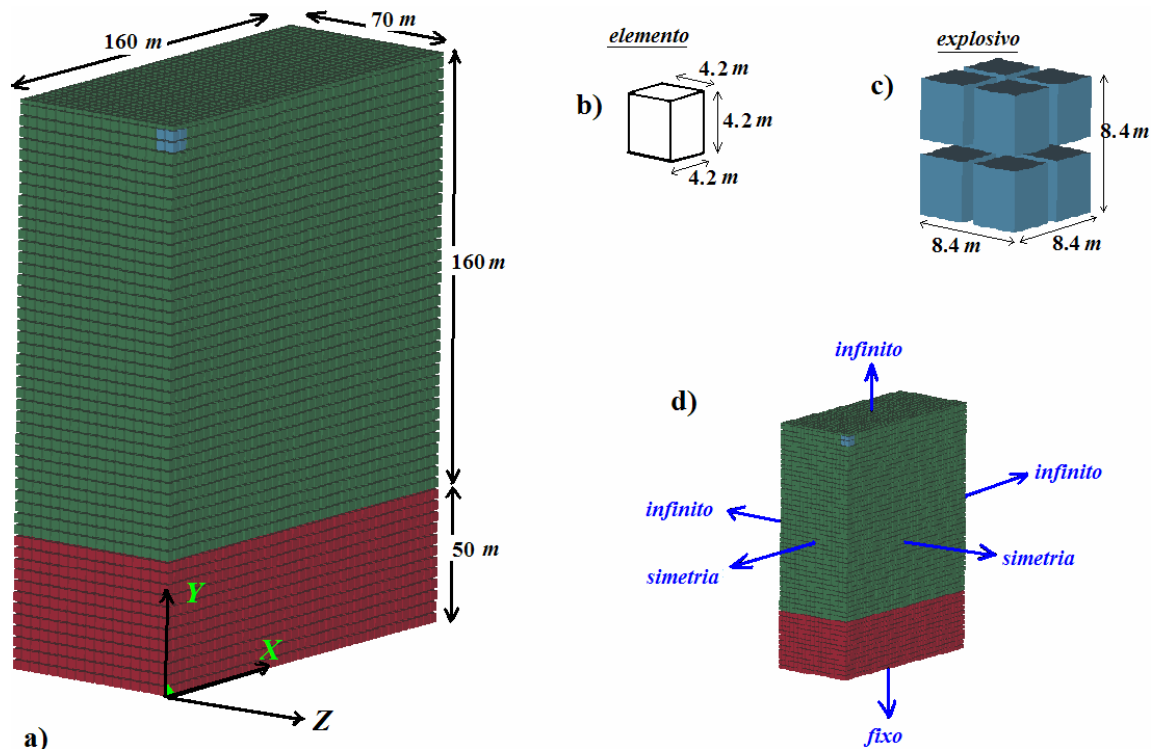 160 m
70 m
160 m
50 m
Y
X
Z
a)
b)
elemento
4.2 m
4.2 m
4.2 m
c)
explosivo
8.4 m
8.4 m
8.4 m
d)
infinito
infinito
infinito
simetria
simetria
fixo